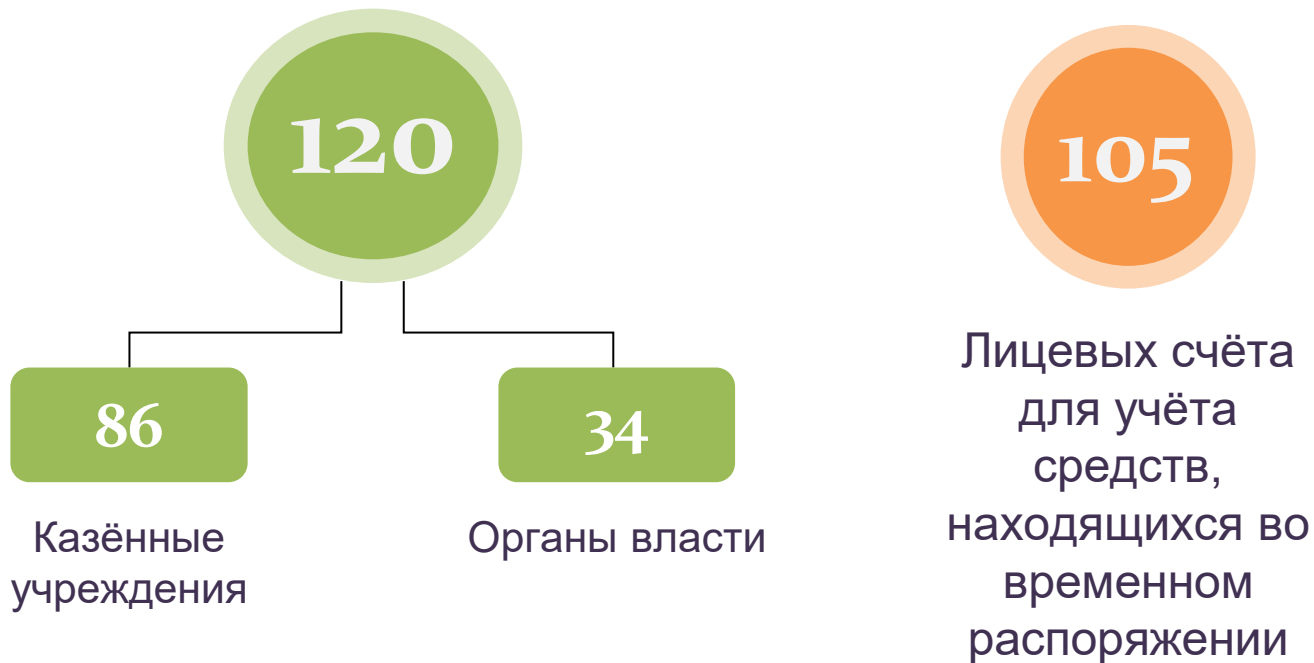 120
86
34
Казённые
учреждения
Органы власти
105
Лицевых счёта
для учёта
средств,
находящихся во
временном
распоряжении